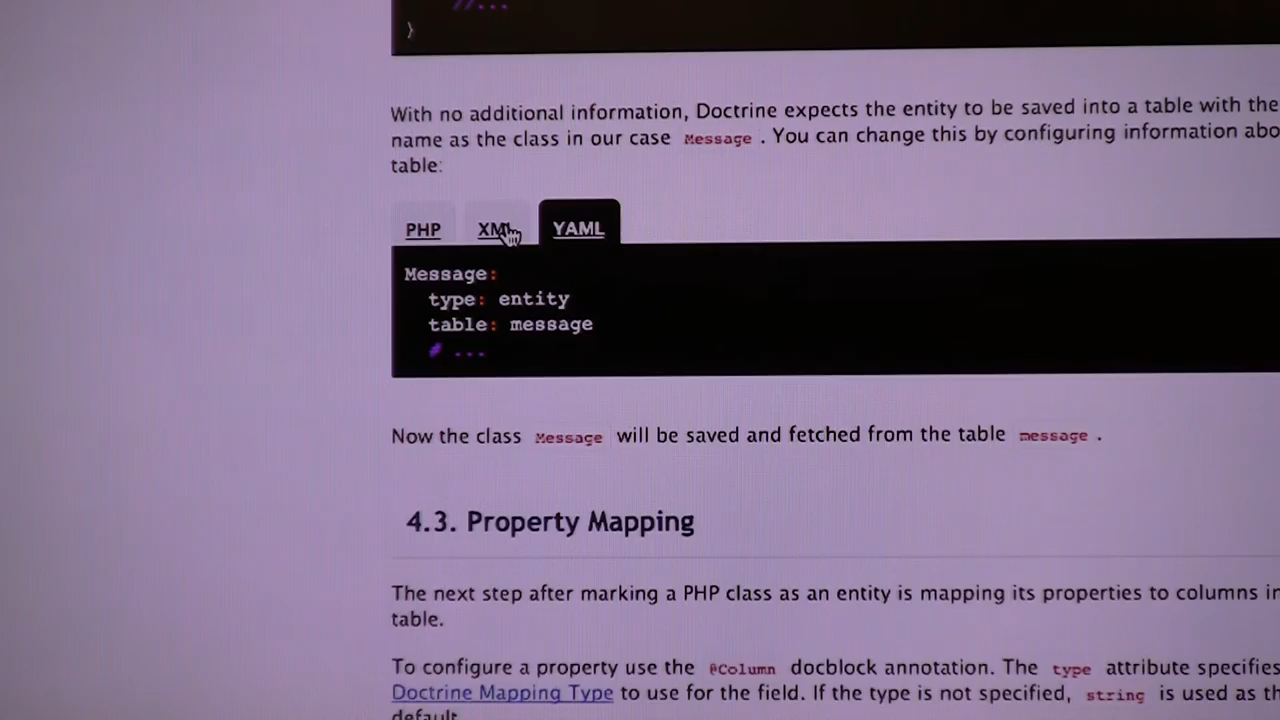 //...
}
With no additional information, Doctrine expects the entity to be saved into a table with the
name as the class in our case Message . You can change this by configuring information abo
table:
PHP XML YAML
Message:
type: entity
table: message
# ...
Now the class Message will be saved and fetched from the table message .
4.3. Property Mapping
The next step after marking a PHP class as an entity is mapping its properties to columns in
table.
To configure a property use the @Column docblock annotation. The type attribute specifies
Doctrine Mapping Type to use for the field. If the type is not specified, string is used as th
default.